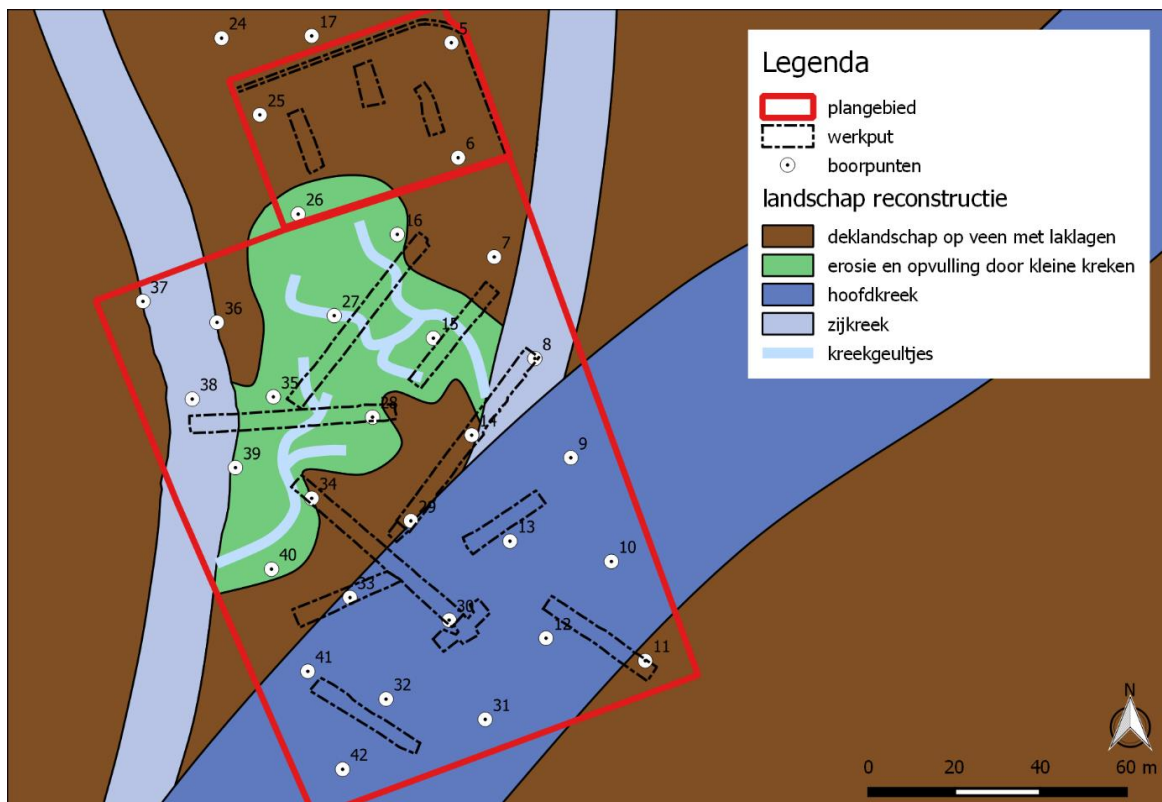 24
17
5
25
6
26
16
7
37
36
27
15
8
38
35
28
14
39
9
34
29
13
10
40
33
30
12
11
41
32
31
42
Legenda
plangebied
werkput
boorpunten
landschap reconstructie
deklandschap op veen met laklagen
erosie en opvulling door kleine kreken
hoofdkreek
zijkreek
kreekgeultjes
N
0 20 40 60 m